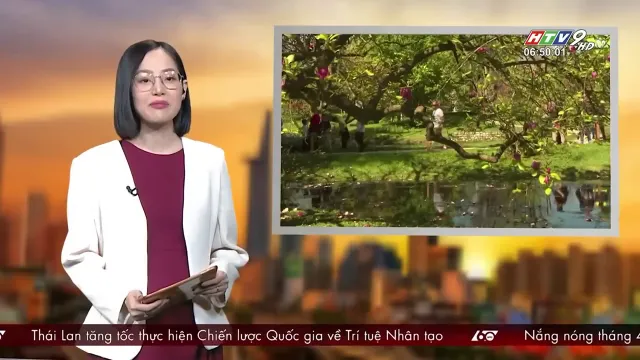 HTV9 HD
06:50:01
Thái Lan tăng tốc thực hiện Chiến lược Quốc gia về Trí tuệ Nhân tạo
60
Nắng nóng tháng 4